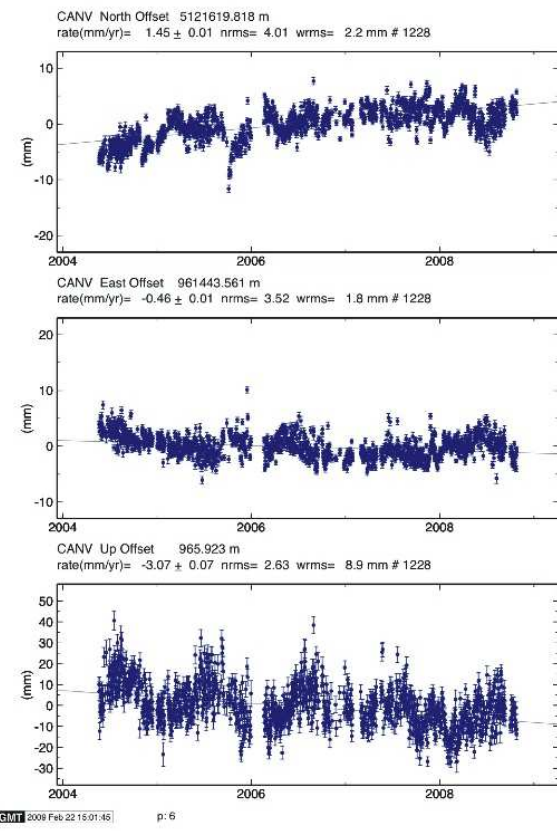 CANV North Offset 5121619.818 m
rate(mm/yr)= 1.45 ± 0.01 nrms= 4.01 wrms= 2.2 mm # 1228
10
0
-10
-20
(mm)
2004 2006 2008
CANV East Offset 961443.561 m
rate(mm/yr)= -0.46 ± 0.01 nrms= 3.52 wrms= 1.8 mm # 1228
20
10
0
-10
(mm)
2004 2006 2008
CANV Up Offset 965.923 m
rate(mm/yr)= -3.07 ± 0.07 nrms= 2.63 wrms= 8.9 mm # 1228
50
40
30
20
10
0
-10
-20
-30
(mm)
2004 2006 2008
GMT 2009 Feb 22 15:01:45 p: 6